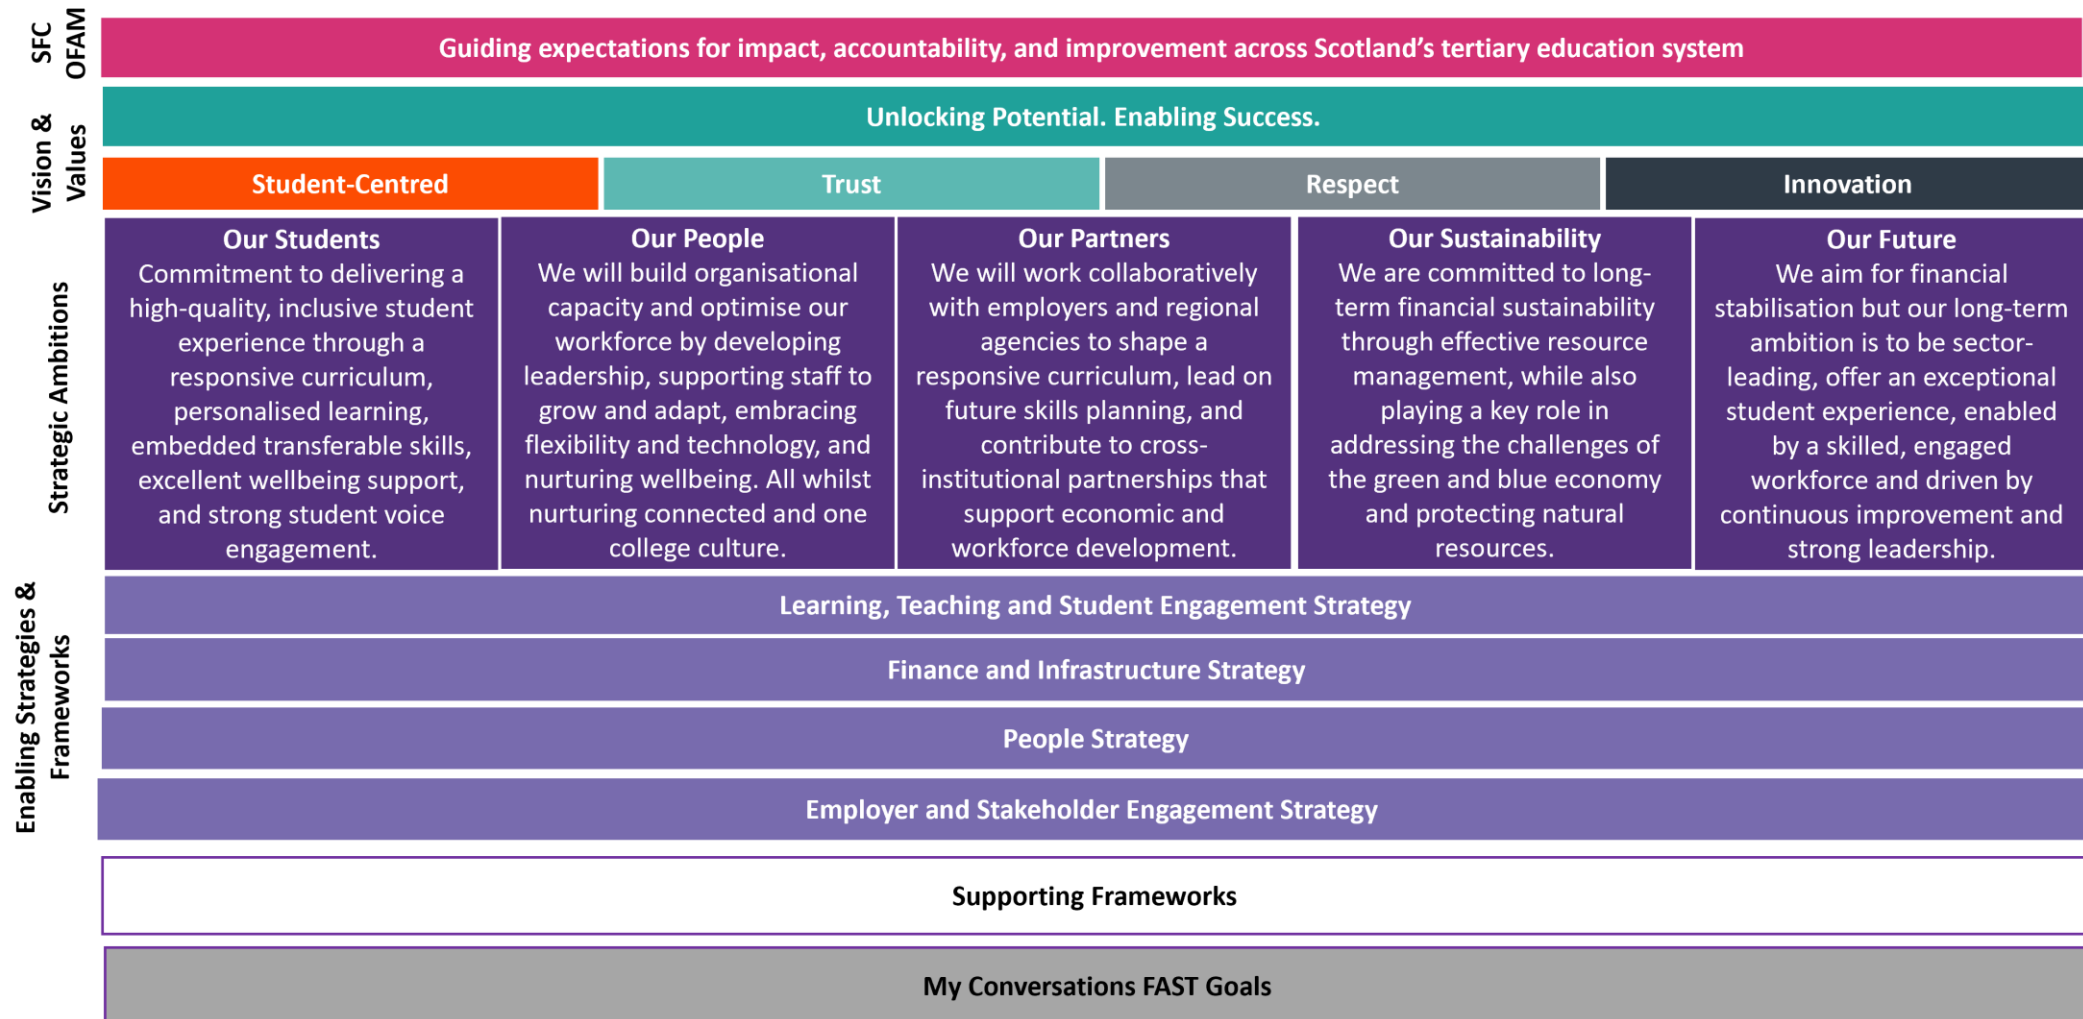 SFC
OFAM
Guiding expectations for impact, accountability, and improvement across Scotland’s tertiary education system
Vision &
Values
Unlocking Potential. Enabling Success.
Student-Centred
Trust
Respect
Innovation
Strategic Ambitions
Our Students
Commitment to delivering a
high-quality, inclusive student
experience through a
responsive curriculum,
personalised learning,
embedded transferable skills,
excellent wellbeing support,
and strong student voice
engagement.
Our People
We will build organisational
capacity and optimise our
workforce by developing
leadership, supporting staff to
grow and adapt, embracing
flexibility and technology, and
nurturing wellbeing. All whilst
nurturing connected and one
college culture.
Our Partners
We will work collaboratively
with employers and regional
agencies to shape a
responsive curriculum, lead on
future skills planning, and
contribute to cross-
institutional partnerships that
support economic and
workforce development.
Our Sustainability
We are committed to long-
term financial sustainability
through effective resource
management, while also
playing a key role in
addressing the challenges of
the green and blue economy
and protecting natural
resources.
Our Future
We aim for financial
stabilisation but our long-term
ambition is to be sector-
leading, offer an exceptional
student experience, enabled
by a skilled, engaged
workforce and driven by
continuous improvement and
strong leadership.
Enabling Strategies &
Frameworks
Learning, Teaching and Student Engagement Strategy
Finance and Infrastructure Strategy
People Strategy
Employer and Stakeholder Engagement Strategy
Supporting Frameworks
My Conversations FAST Goals